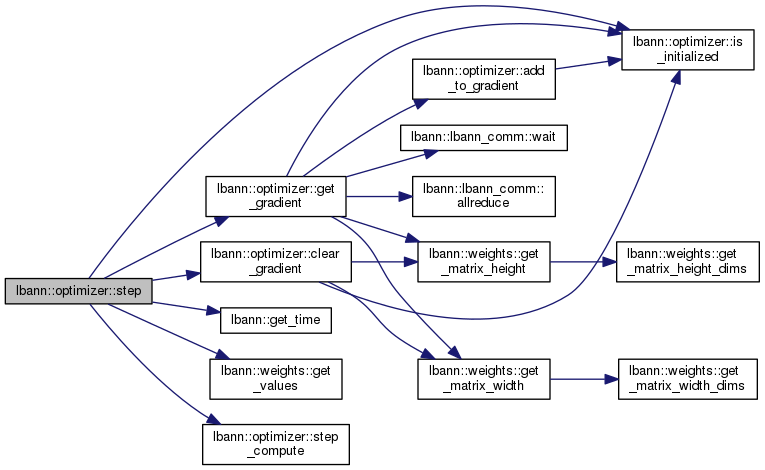 lbann::optimizer::step
lbann::optimizer::get
_gradient
lbann::optimizer::clear
_gradient
lbann::get_time
lbann::weights::get
_values
lbann::optimizer::step
_compute
lbann::optimizer::add
_to_gradient
lbann::lbann_comm::wait
lbann::lbann_comm::
allreduce
lbann::weights::get
_matrix_height
lbann::weights::get
_matrix_width
lbann::optimizer::is
_initialized
lbann::weights::get
_matrix_height_dims
lbann::weights::get
_matrix_width_dims